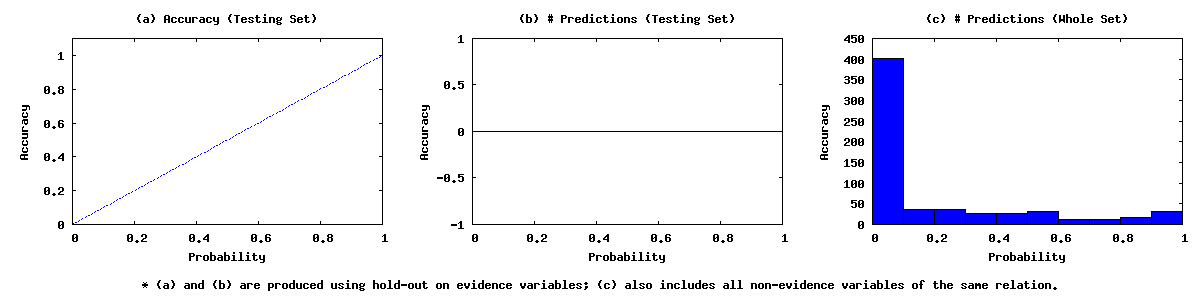 (a) Accuracy (Testing Set)
1
0.8
0.6
0.4
0.2
0
Accuracy
0 0.2 0.4 0.6 0.8 1
Probability
(b) # Predictions (Testing Set)
1
0.5
0
-0.5
-1
Accuracy
0 0.2 0.4 0.6 0.8 1
Probability
(c) # Predictions (Whole Set)
450
400
350
300
250
200
150
100
50
0
Accuracy
0 0.2 0.4 0.6 0.8 1
Probability
* (a) and (b) are produced using hold-out on evidence variables; (c) also includes all non-evidence variables of the same relation.